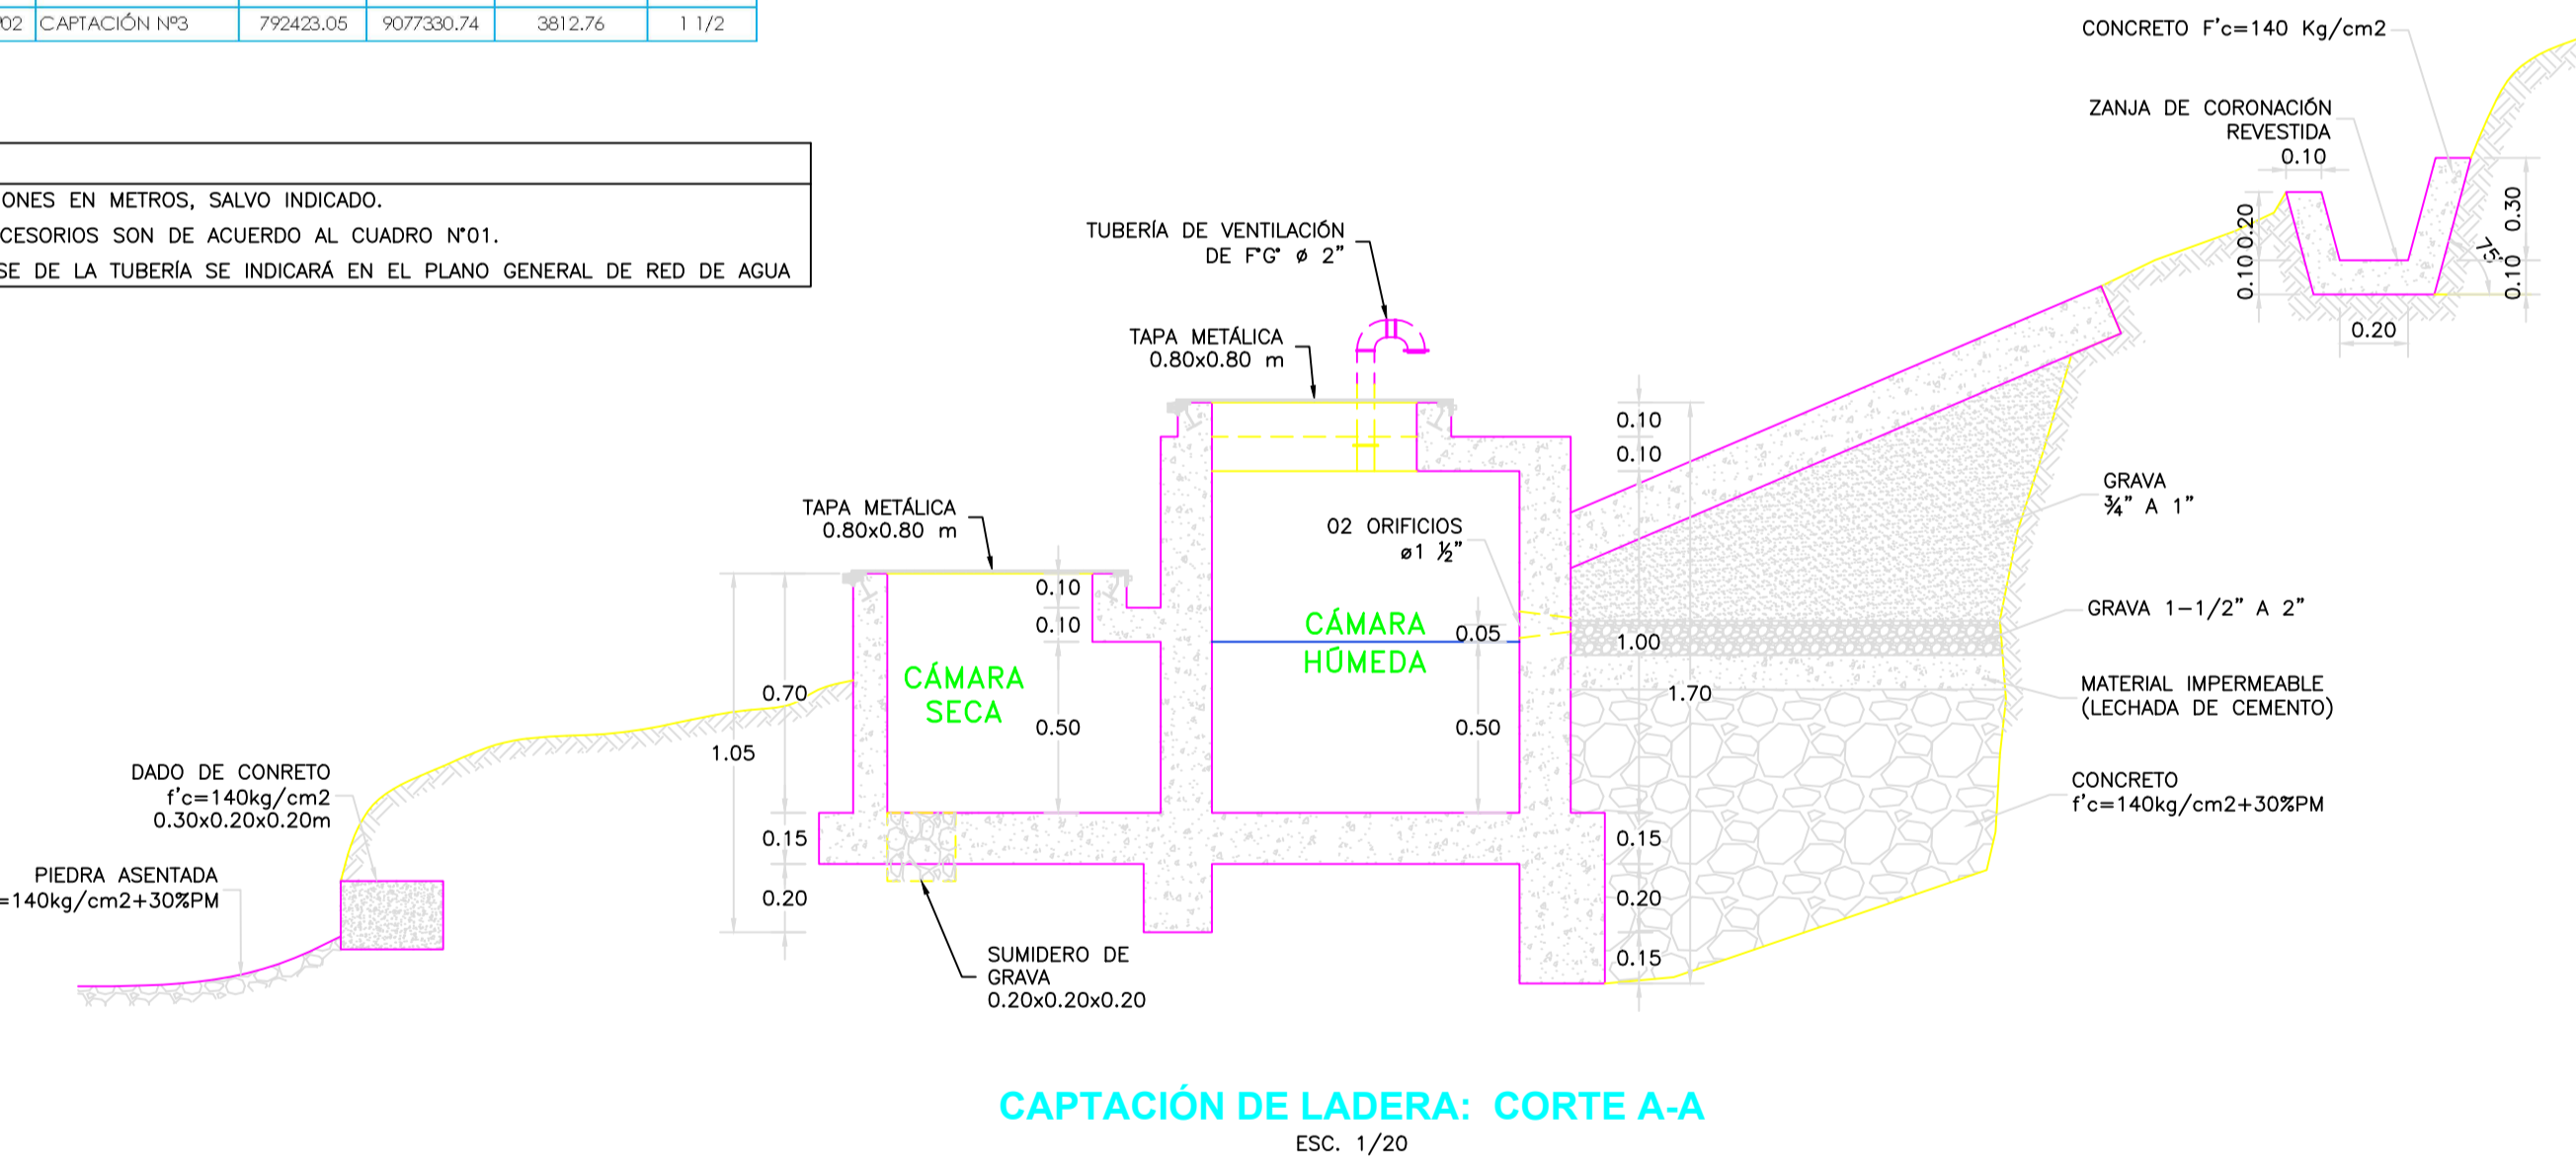 02 CAPTACIÓN Nº3 792423.05 9077330.74 3812.76 1 1/2
ONES EN METROS, SALVO INDICADO.
CESORIOS SON DE ACUERDO AL CUADRO N°01.
SE DE LA TUBERÍA SE INDICARÁ EN EL PLANO GENERAL DE RED DE AGUA
CONCRETO F'c=140 Kg/cm2
ZANJA DE CORONACIÓN
REVESTIDA
0.10
0.20
0.10
0.30
0.10
75°
0.20
TUBERÍA DE VENTILACIÓN
DE F°G° ø 2"
TAPA METÁLICA
0.80x0.80 m
TAPA METÁLICA
0.80x0.80 m
02 ORIFICIOS
ø1 ½"
0.10
0.10
GRAVA
¾" A 1"
GRAVA 1-1/2" A 2"
MATERIAL IMPERMEABLE
(LECHADA DE CEMENTO)
CONCRETO
f'c=140kg/cm2+30%PM
0.10
0.10
0.50
CÁMARA
SECA
CÁMARA
HÚMEDA
0.05
0.50
1.00
1.70
0.15
0.20
0.15
0.70
1.05
0.15
0.20
DADO DE CONRETO
f'c=140kg/cm2
0.30x0.20x0.20m
PIEDRA ASENTADA
=140kg/cm2+30%PM
SUMIDERO DE
GRAVA
0.20x0.20x0.20
CAPTACIÓN DE LADERA: CORTE A-A
ESC. 1/20